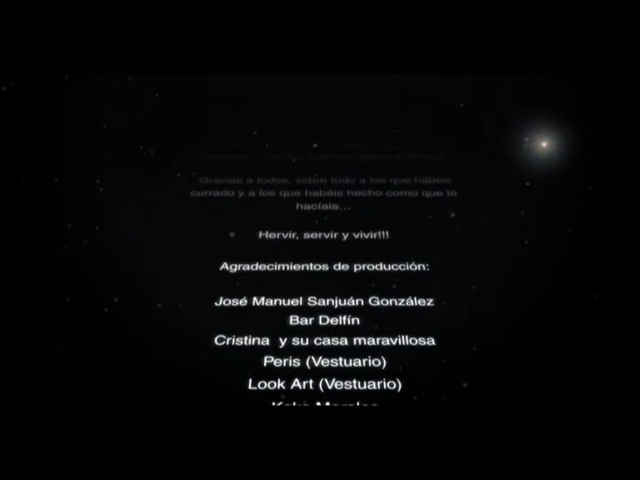 Gracias a todos, sobre todo a los que habéis
currado y a los que habéis hecho como que lo
hacíais...
Hervir, servir y vivir!!!
Agradecimientos de producción:
José Manuel Sanjuán González
Bar Delfín
Cristina y su casa maravillosa
Peris (Vestuario)
Look Art (Vestuario)